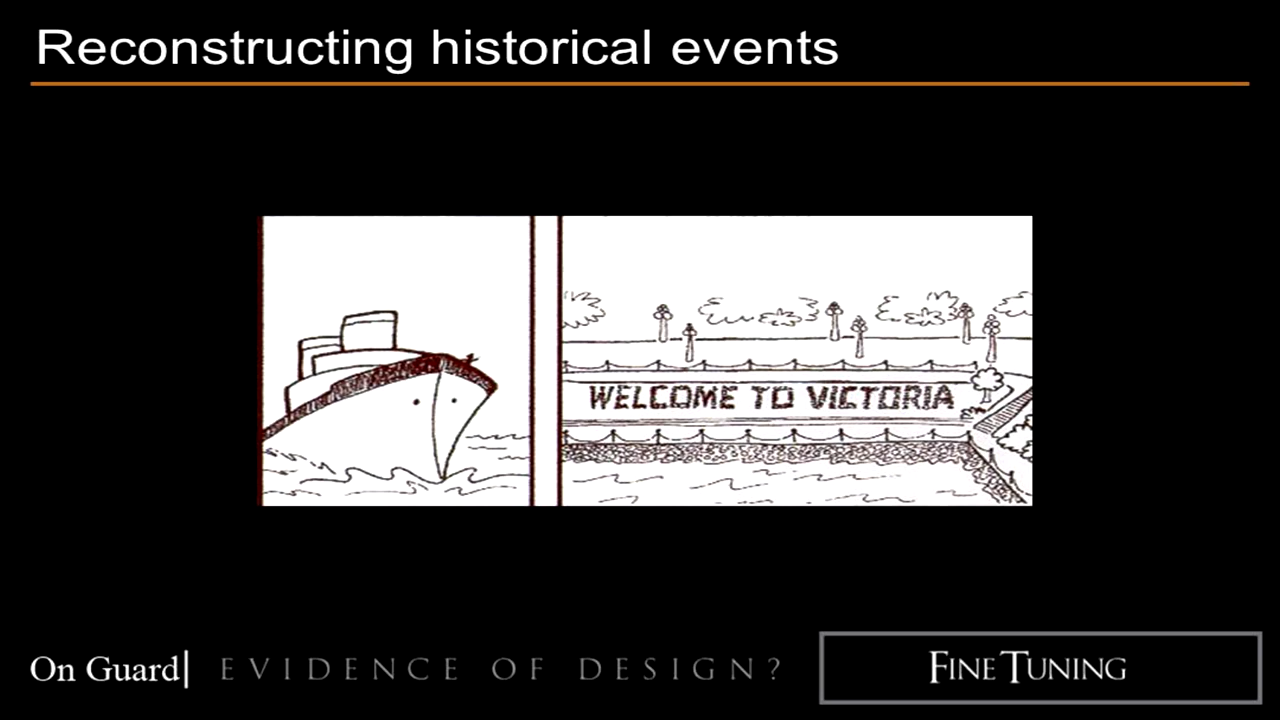 Reconstructing historical events
WELCOME TO VICTORIA
On Guard| EVIDENCE OF DESIGN?
FINE TUNING